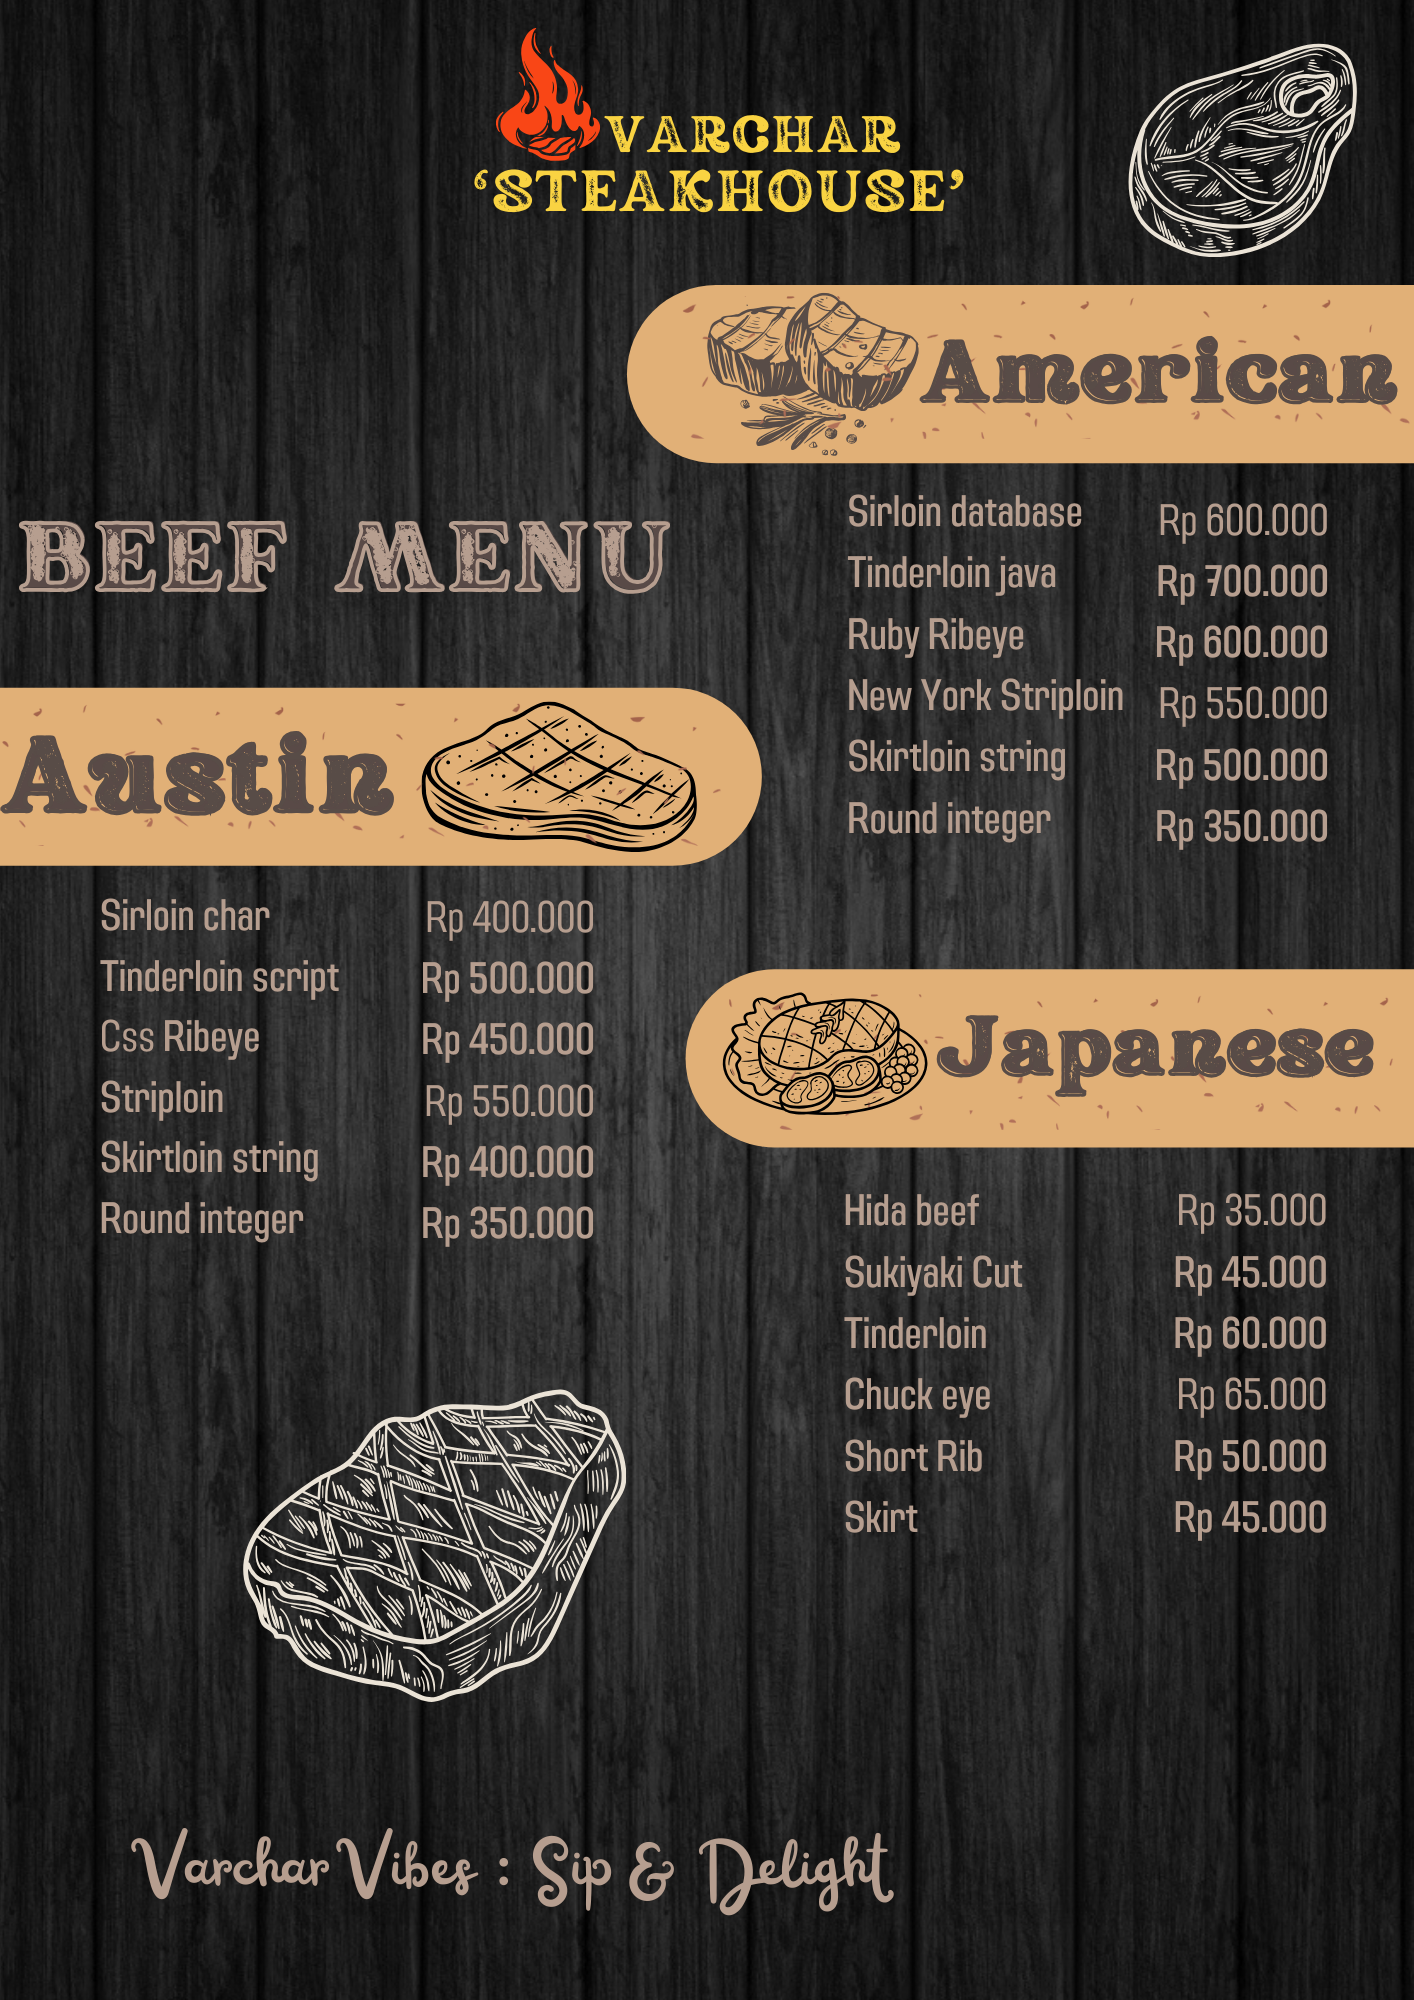 VARCHAR
‘STEAKHOUSE’
American
Sirloin database Rp 600.000
Tinderloin java Rp 700.000
Ruby Ribeye Rp 600.000
New York Striploin Rp 550.000
Skirtloin string Rp 500.000
Round integer Rp 350.000
BEEF MENU
Austin
Sirloin char Rp 400.000
Tinderloin script Rp 500.000
Css Ribeye Rp 450.000
Striploin Rp 550.000
Skirtloin string Rp 400.000
Round integer Rp 350.000
Japanese
Hida beef Rp 35.000
Sukiyaki Cut Rp 45.000
Tinderloin Rp 60.000
Chuck eye Rp 65.000
Short Rib Rp 50.000
Skirt Rp 45.000
Varchar Vibes : Sip & Delight